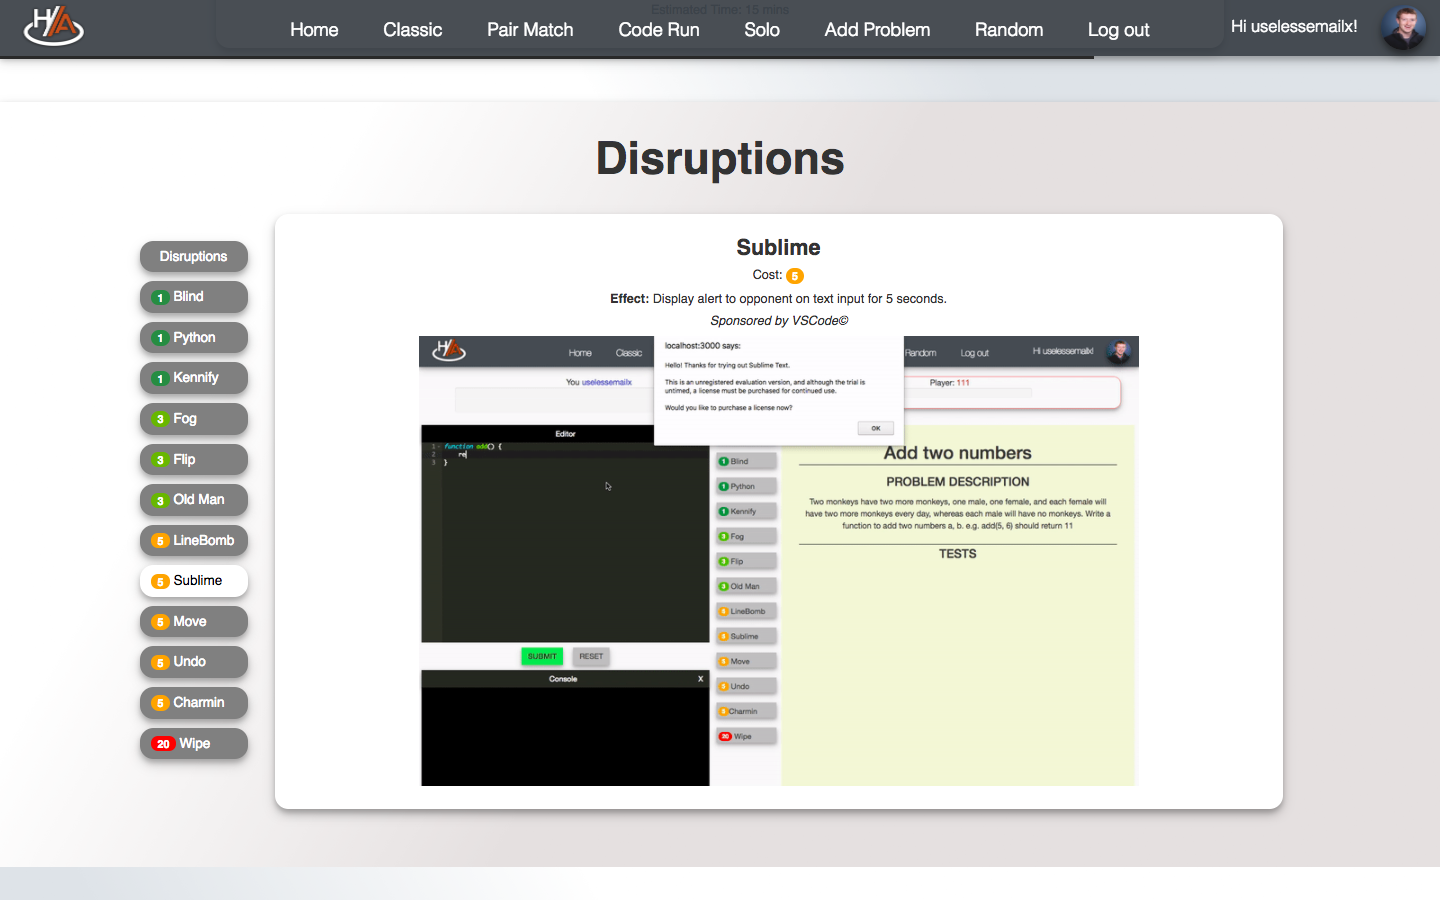 Estimated Time: 15 mins
HA
Home Classic Pair Match Code Run Solo Add Problem Random Log out
Hi uselessemailx!
Disruptions
Disruptions
1 Blind
1 Python
1 Kennify
3 Fog
3 Flip
3 Old Man
5 LineBomb
5 Sublime
5 Move
5 Undo
5 Charmin
20 Wipe
Sublime
Cost: 5
Effect: Display alert to opponent on text input for 5 seconds.
Sponsored by VSCode©
HA
Home Classic
Random Log out
Hi uselessemailx!
localhost:3000 says:
Hello! Thanks for trying out Sublime Text.
This is an unregistered evaluation version, and although the trial is
untimed, a license must be purchased for continued use.
Would you like to purchase a license now?
OK
You uselessemailx
Player: 111
Editor
1 function add() {
2 re
3 }
SUBMIT RESET
Console X
1 Blind
1 Python
1 Kennify
3 Fog
3 Flip
3 Old Man
5 LineBomb
5 Sublime
5 Move
5 Undo
5 Charmin
20 Wipe
Add two numbers
PROBLEM DESCRIPTION
Two monkeys have two more monkeys, one male, one female, and each female will
have two more monkeys every day, whereas each male will have no monkeys. Write a
function to add two numbers a, b. e.g. add(5, 6) should return 11
TESTS